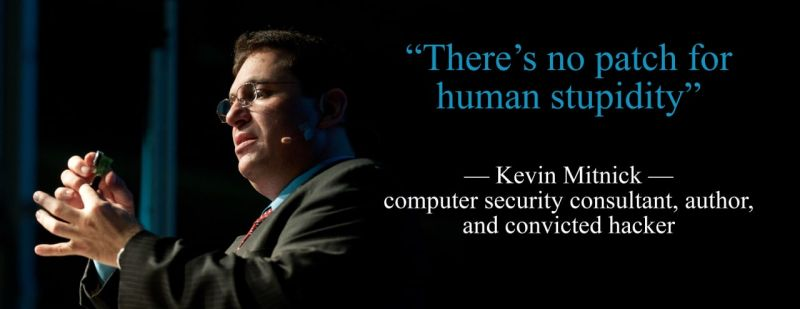 “There’s no patch for
human stupidity”
— Kevin Mitnick —
computer security consultant, author,
and convicted hacker